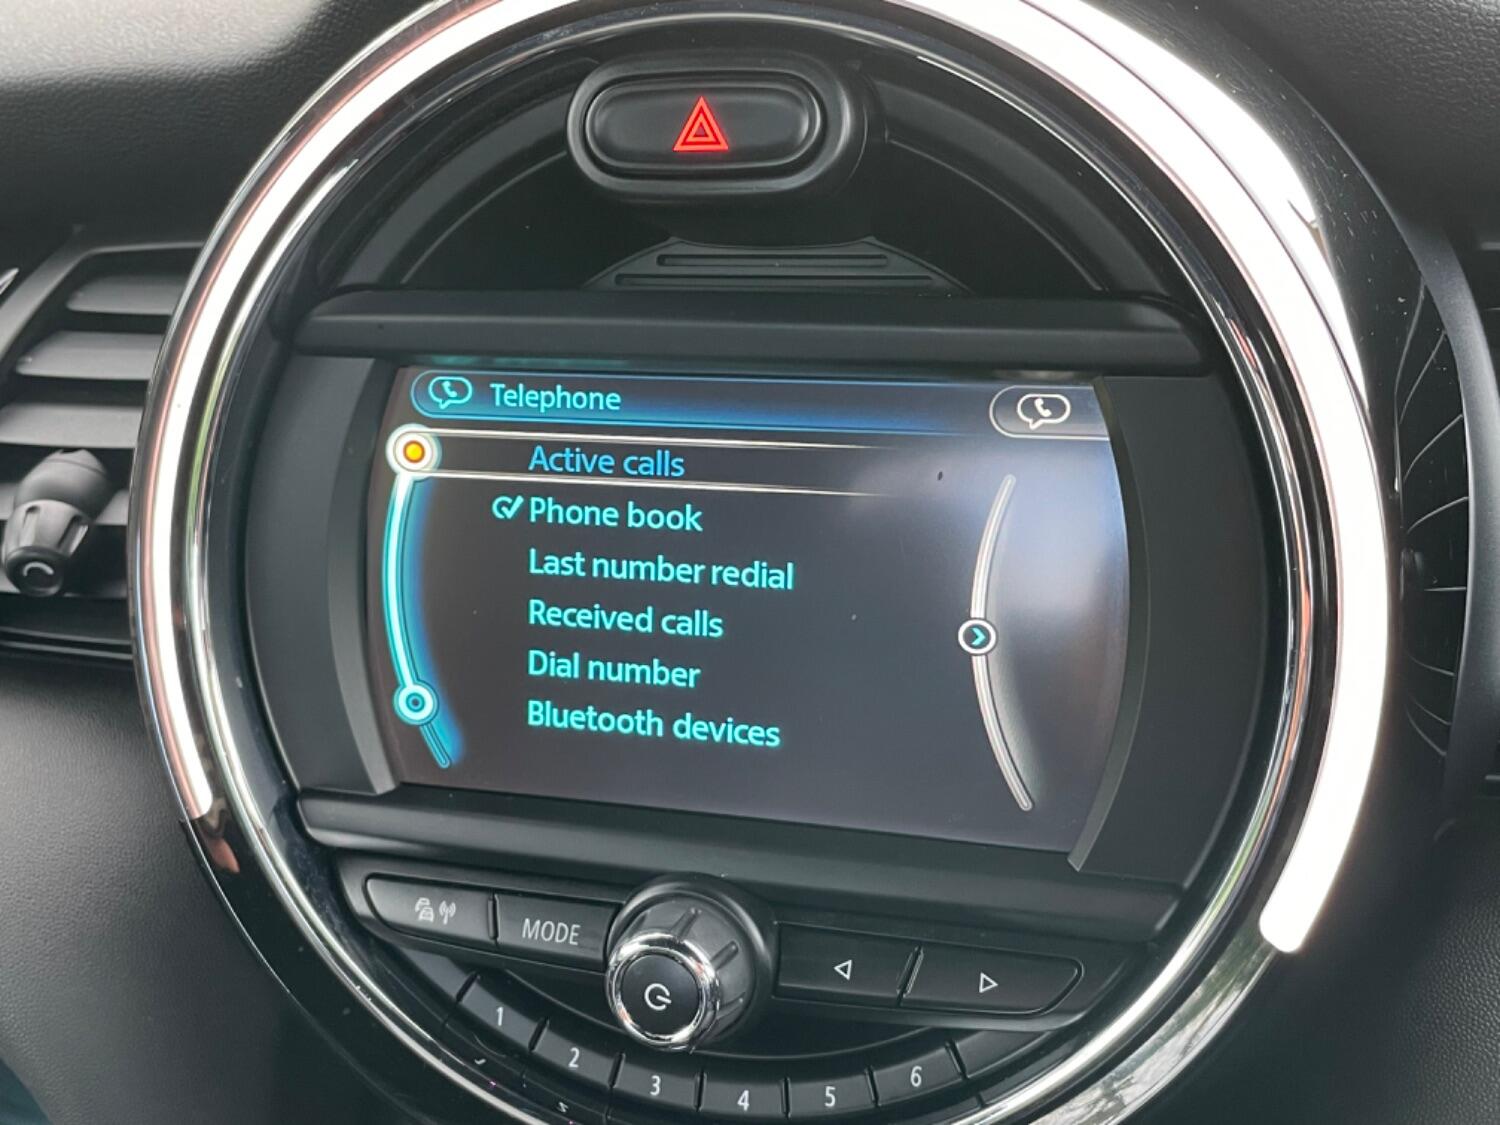 Telephone
Active calls
Phone book
Last number redial
Received calls
Dial number
Bluetooth devices
MODE
1
2
3
4
5
6